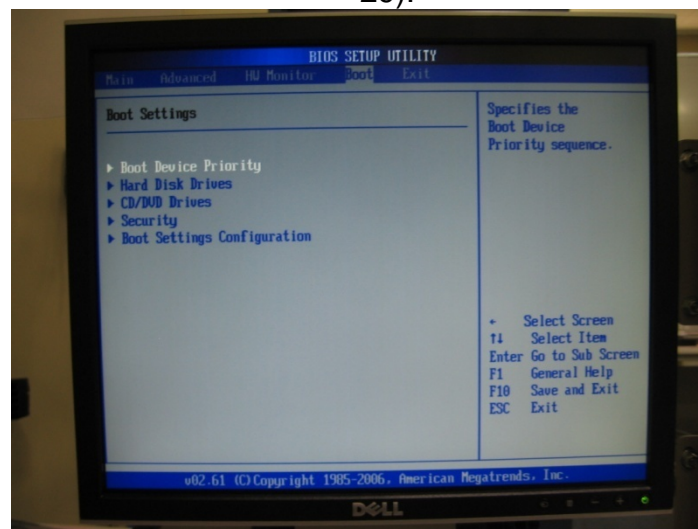 26).
BIOS SETUP UTILITY
Main Advanced HW Monitor Boot Exit
Boot Settings
▶ Boot Device Priority
▶ Hard Disk Drives
▶ CD/DVD Drives
▶ Security
▶ Boot Settings Configuration
Specifies the
Boot Device
Priority sequence.
← Select Screen
↑↓ Select Item
Enter Go to Sub Screen
F1 General Help
F10 Save and Exit
ESC Exit
v02.61 (C)Copyright 1985-2006, American Megatrends, Inc.
DELL